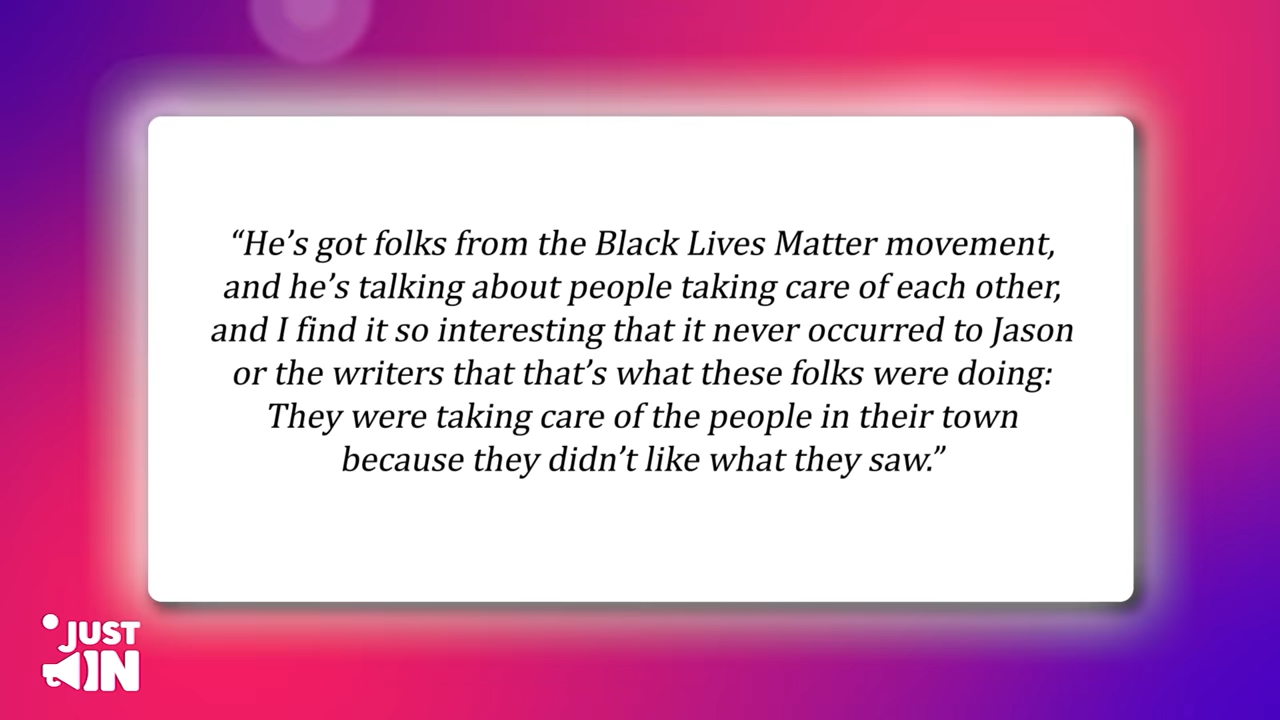 “He’s got folks from the Black Lives Matter movement,
and he’s talking about people taking care of each other,
and I find it so interesting that it never occurred to Jason
or the writers that that’s what these folks were doing:
They were taking care of the people in their town
because they didn’t like what they saw.”
JUST
IN